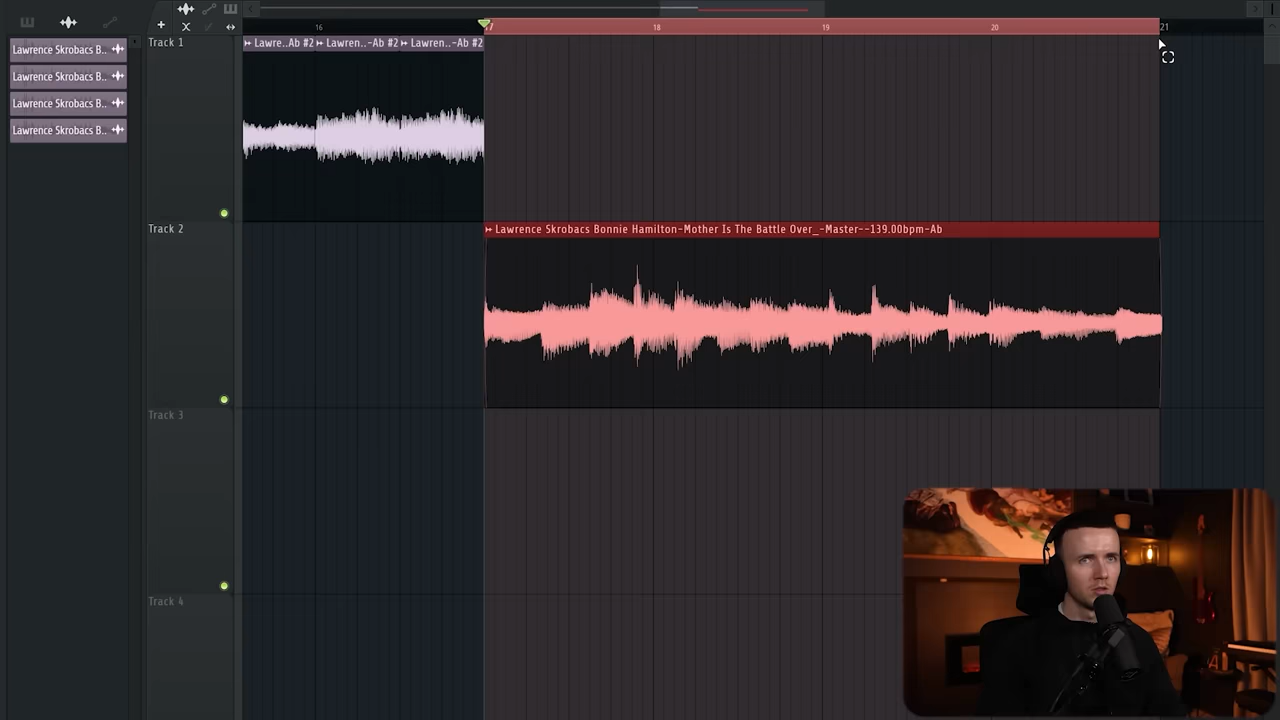 16
17
18
19
20
21
Lawrence Skrobacs B..
Lawrence Skrobacs B..
Lawrence Skrobacs B..
Lawrence Skrobacs B..
Track 1
Lawre..Ab #2
Lawren..-Ab #2
Lawren..-Ab #2
Track 2
Lawrence Skrobacs Bonnie Hamilton-Mother Is The Battle Over_-Master--139.00bpm-Ab
Track 3
Track 4